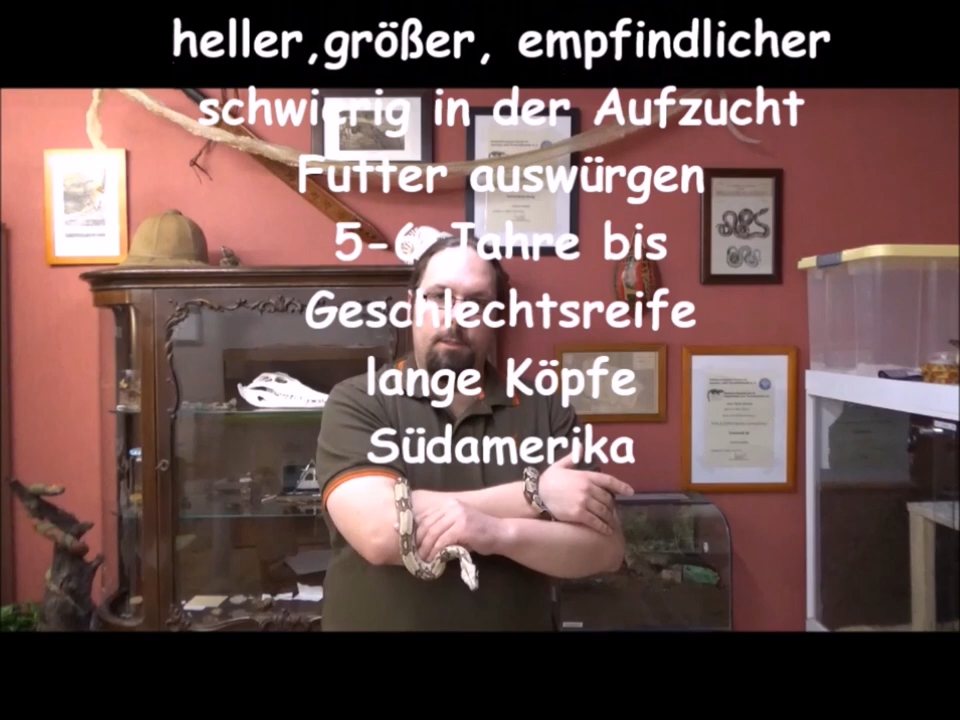 heller,größer, empfindlicher
schwierig in der Aufzucht
Futter auswürgen
5-6 Jahre bis
Geschlechtsreife
lange Köpfe
Südamerika